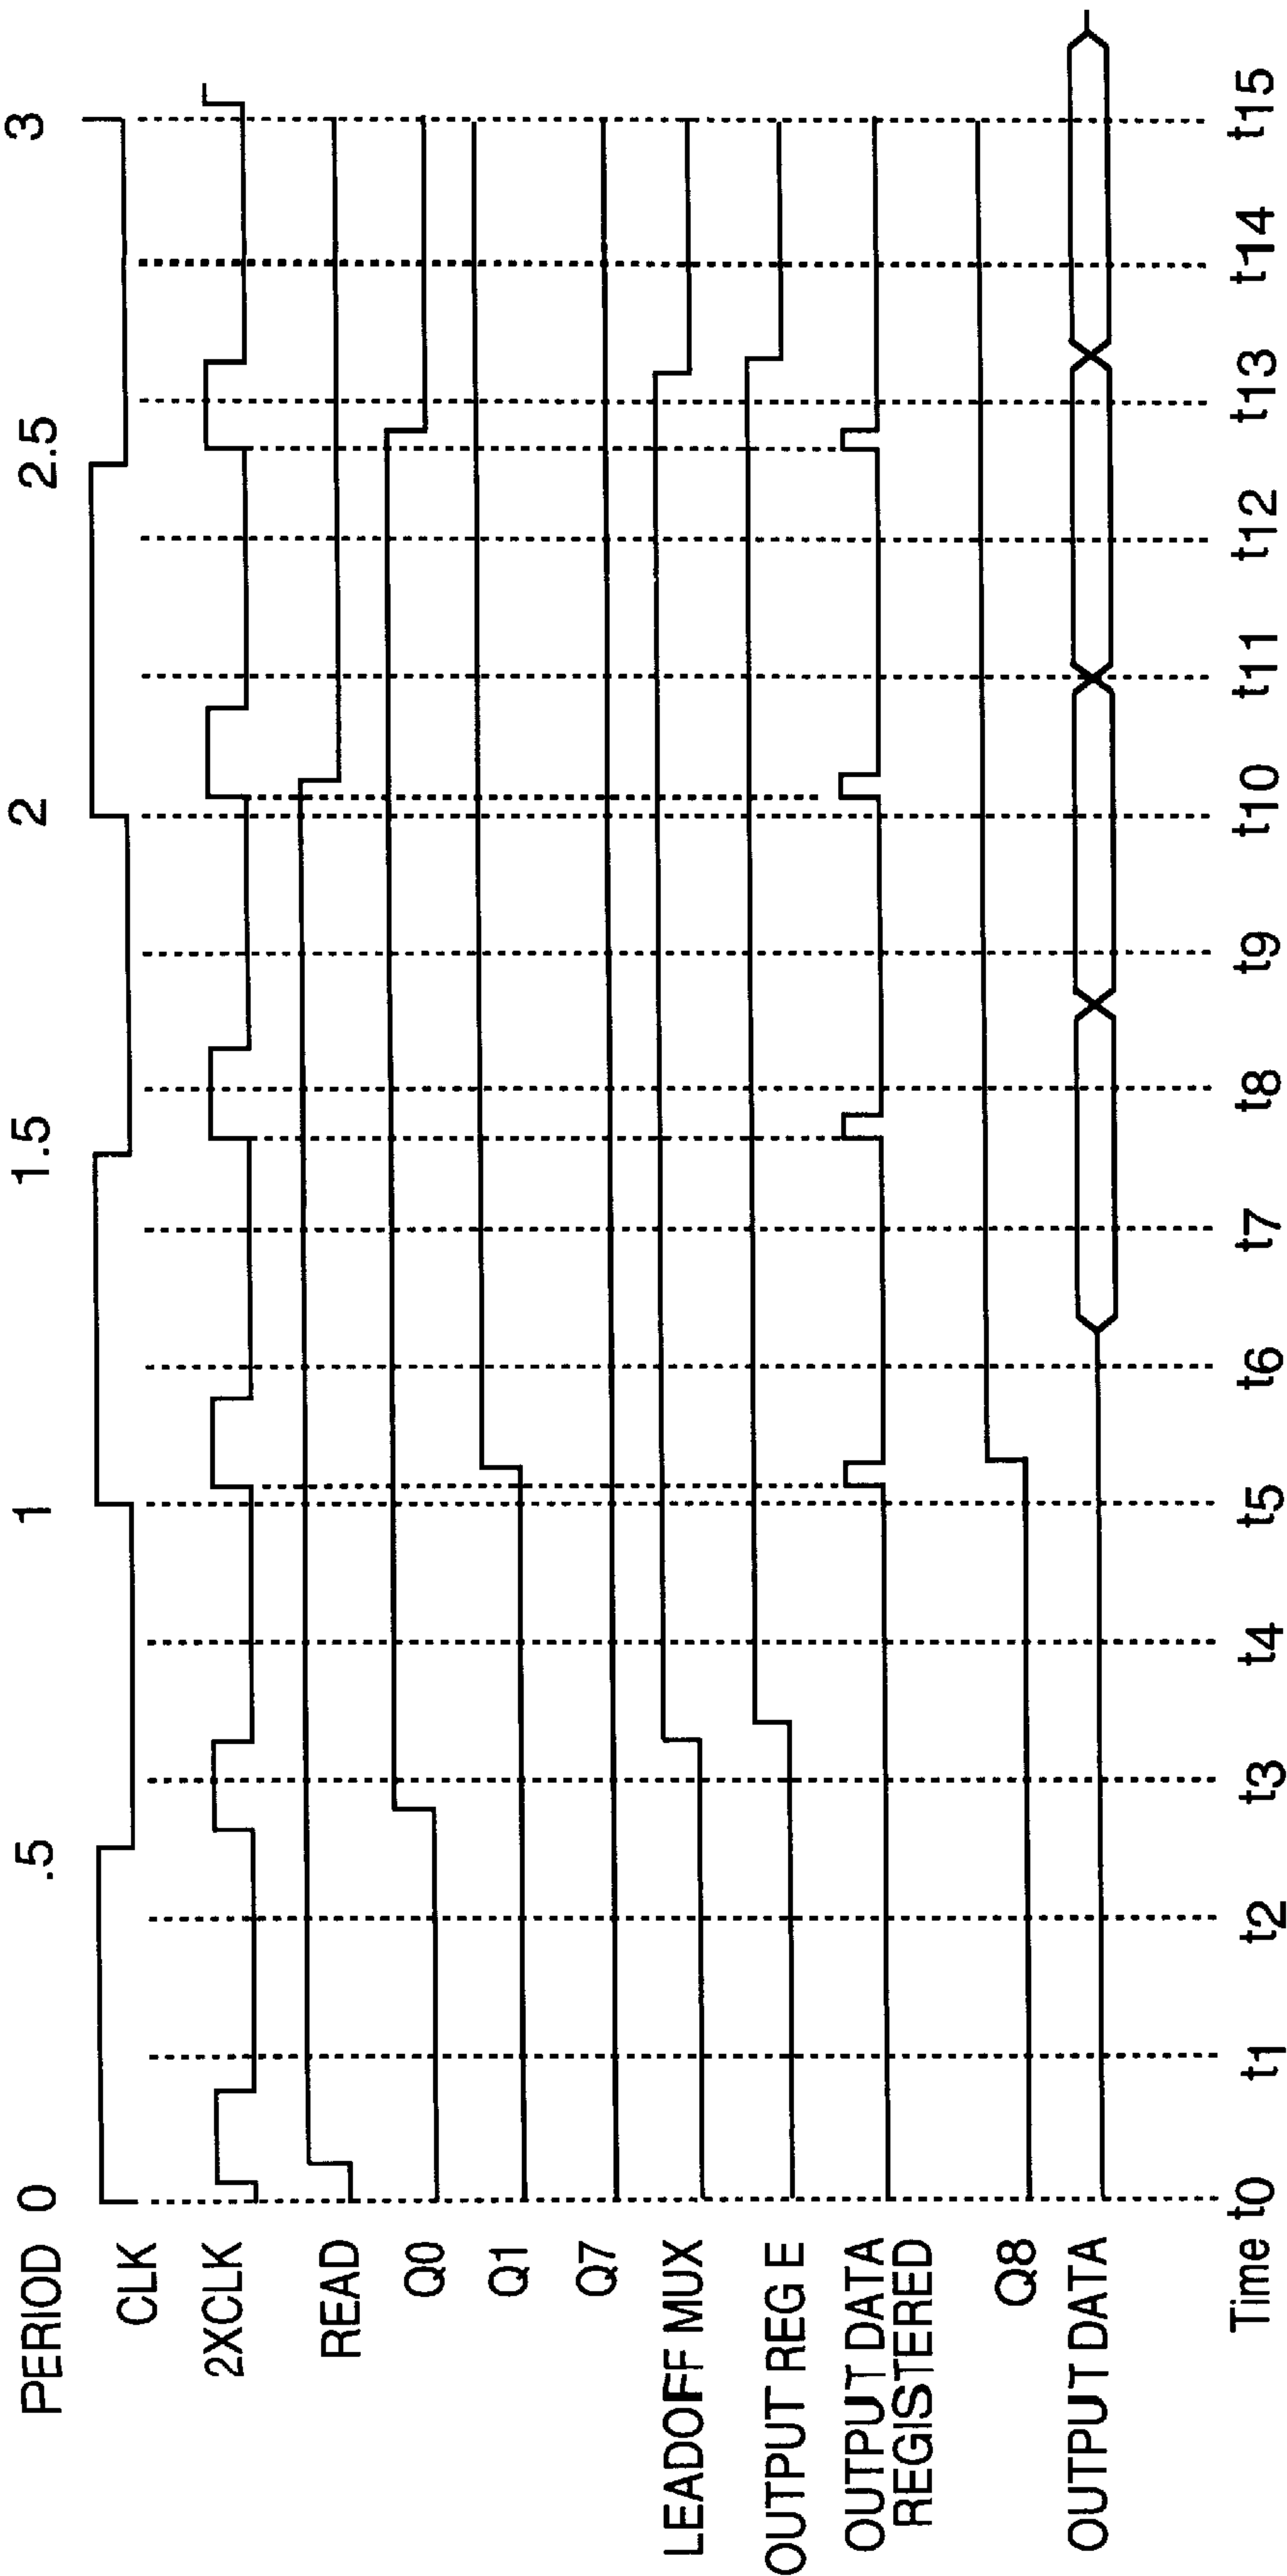 PERIOD 0 .5 1 1.5 2 2.5 3
CLK
2XCLK
READ
Q0
Q1
Q7
LEADOFF MUX
OUTPUT REG E
OUTPUT DATA
REGISTERED
Q8
OUTPUT DATA
Time t0 t1 t2 t3 t4 t5 t6 t7 t8 t9 t10 t11 t12 t13 t14 t15